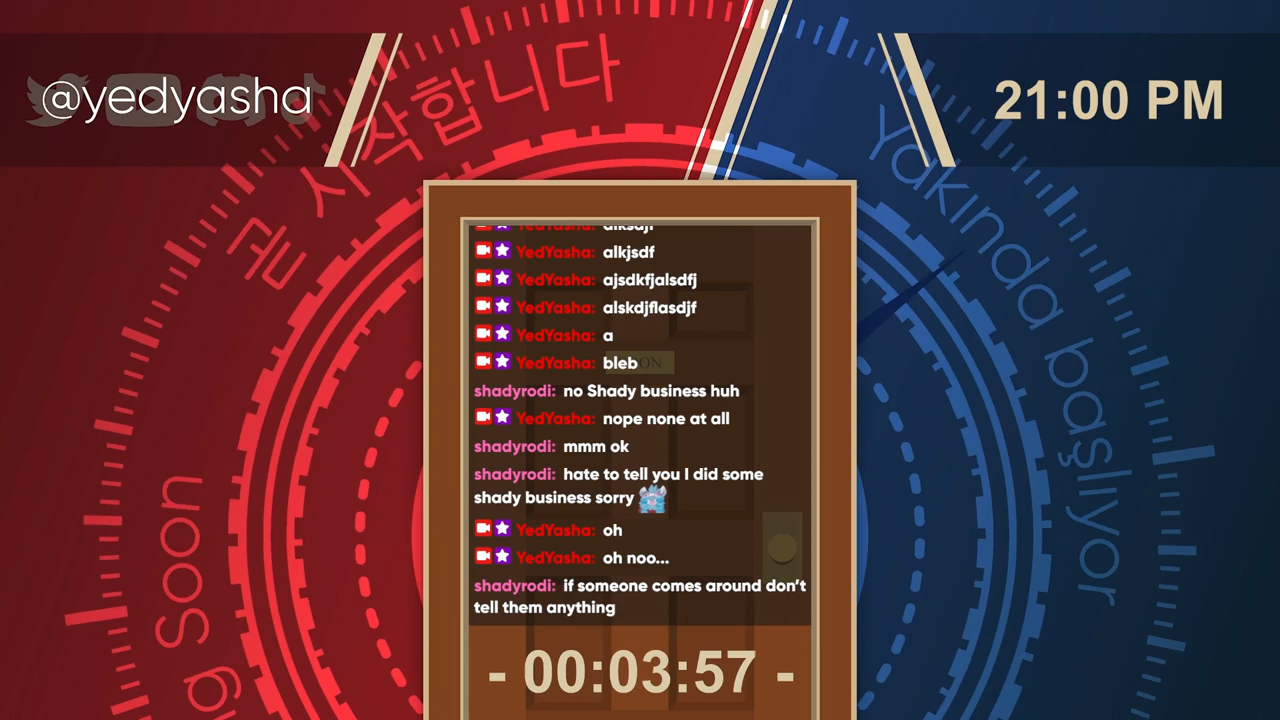 @yedyasha
21:00 PM
곧 시작합니다
Yakında başlıyor
g Soon
YedYasha: alksdjf
YedYasha: alkjsdf
YedYasha: ajsdkfjalsdfj
YedYasha: alskdjflasdjf
YedYasha: a
YedYasha: bleb
ON
shadyrodi: no Shady business huh
YedYasha: nope none at all
shadyrodi: mmm ok
shadyrodi: hate to tell you I did some
shady business sorry
YedYasha: oh
YedYasha: oh noo...
shadyrodi: if someone comes around don't
tell them anything
- 00:03:57 -